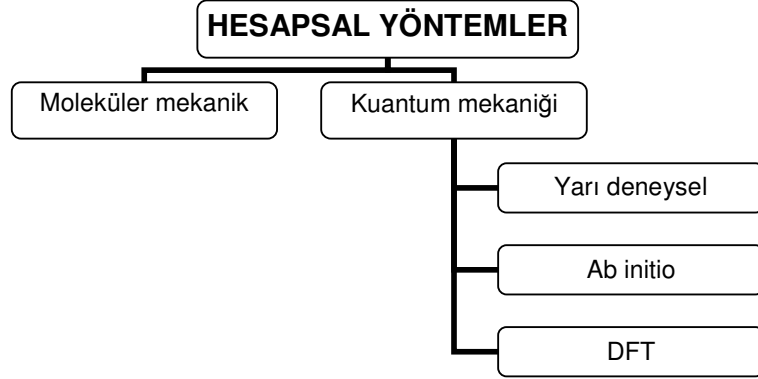 HESAPSAL YÖNTEMLER
Moleküler mekanik
Kuantum mekaniği
Yarı deneysel
Ab initio
DFT